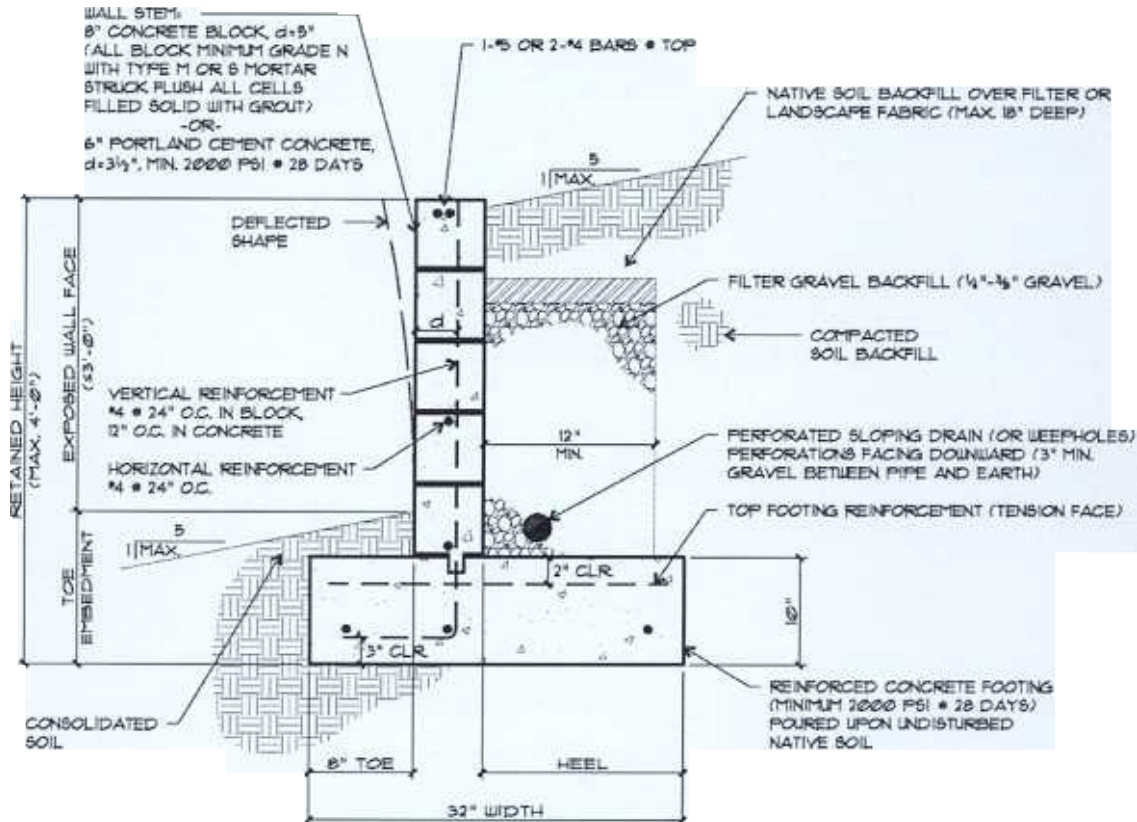 WALL STEM:
8" CONCRETE BLOCK, d=5"
(ALL BLOCK MINIMUM GRADE N
WITH TYPE M OR S MORTAR
STRUCK FLUSH ALL CELLS
FILLED SOLID WITH GROUT)
-OR-
6" PORTLAND CEMENT CONCRETE,
d=3½", MIN. 2000 PSI @ 28 DAYS
1-#5 OR 2-#4 BARS @ TOP
NATIVE SOIL BACKFILL OVER FILTER OR
LANDSCAPE FABRIC (MAX. 18" DEEP)
5
1 MAX.
DEFLECTED
SHAPE
FILTER GRAVEL BACKFILL (¼"-⅜" GRAVEL)
COMPACTED
SOIL BACKFILL
d
RETAINED HEIGHT
(MAX. 4'-0")
EXPOSED WALL FACE
(≤3'-0")
VERTICAL REINFORCEMENT
#4 @ 24" O.C. IN BLOCK,
12" O.C. IN CONCRETE
HORIZONTAL REINFORCEMENT
#4 @ 24" O.C.
12"
MIN.
PERFORATED SLOPING DRAIN (OR WEEPHOLES)
PERFORATIONS FACING DOWNWARD (3" MIN.
GRAVEL BETWEEN PIPE AND EARTH)
TOP FOOTING REINFORCEMENT (TENSION FACE)
5
1 MAX.
TOE
EMBEDMENT
2" CLR.
3" CLR.
10"
REINFORCED CONCRETE FOOTING
(MINIMUM 2000 PSI @ 28 DAYS)
POURED UPON UNDISTURBED
NATIVE SOIL
CONSOLIDATED
SOIL
8" TOE
HEEL
32" WIDTH